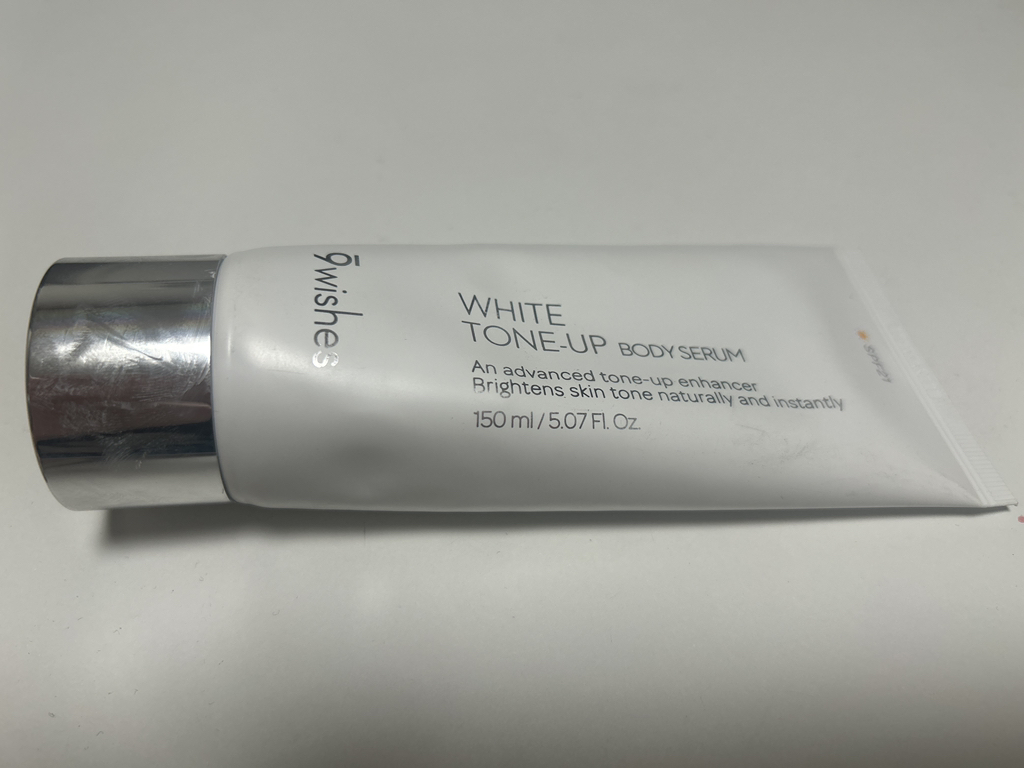 ḡwishes
WHITE
TONE-UP BODY SERUM
An advanced tone-up enhancer
Brightens skin tone naturally and instantly
150 ml / 5.07 Fl. Oz.